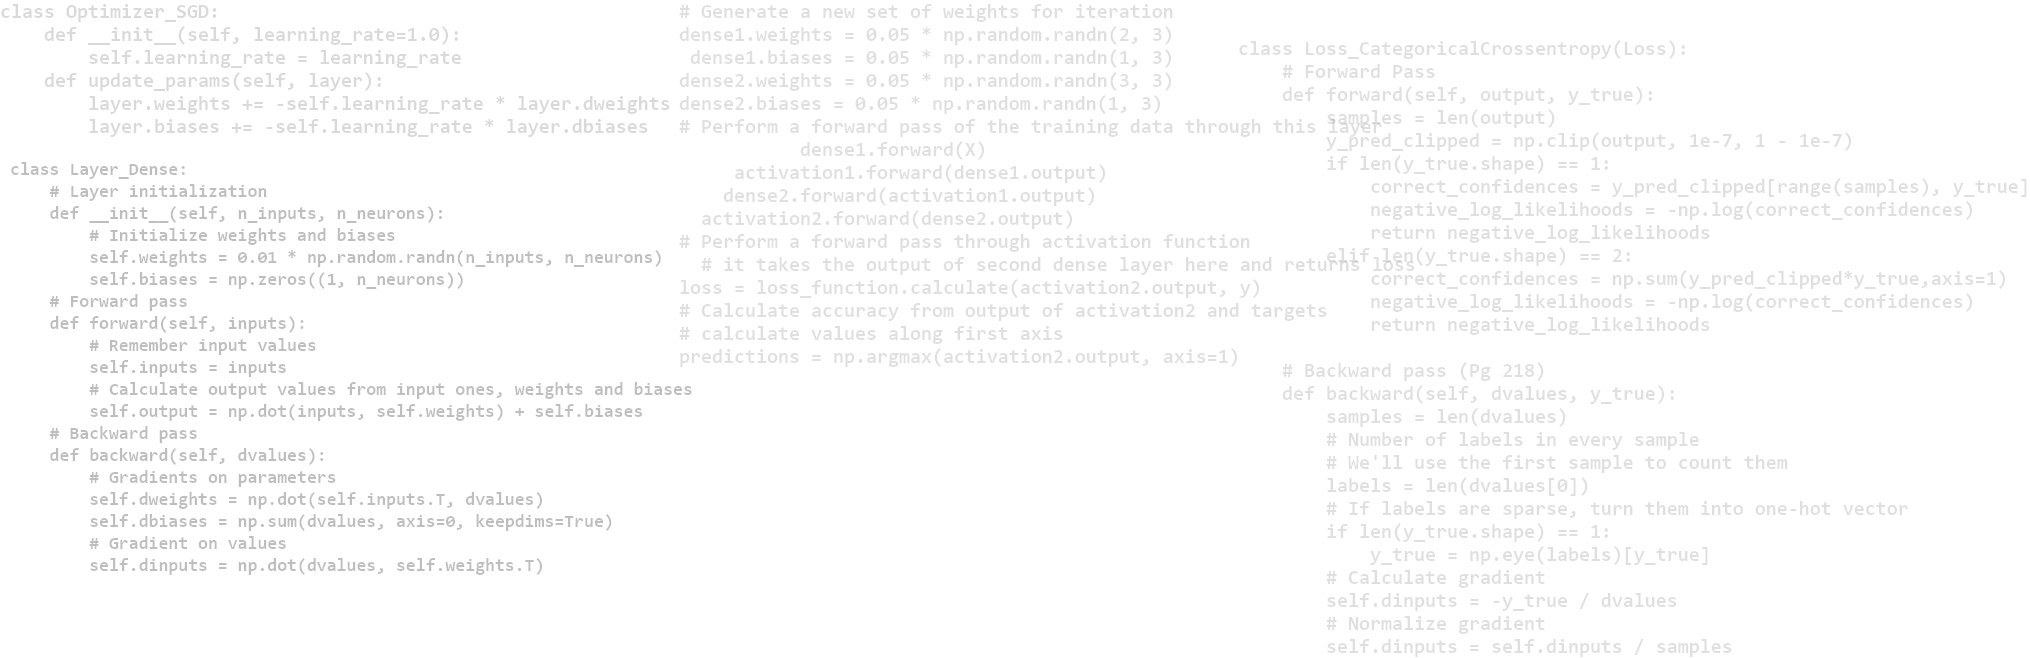 class Optimizer_SGD:
def __init__(self, learning_rate=1.0):
self.learning_rate = learning_rate
def update_params(self, layer):
layer.weights += -self.learning_rate * layer.dweights
layer.biases += -self.learning_rate * layer.dbiases
class Layer_Dense:
# Layer initialization
def __init__(self, n_inputs, n_neurons):
# Initialize weights and biases
self.weights = 0.01 * np.random.randn(n_inputs, n_neurons)
self.biases = np.zeros((1, n_neurons))
# Forward pass
def forward(self, inputs):
# Remember input values
self.inputs = inputs
# Calculate output values from input ones, weights and biases
self.output = np.dot(inputs, self.weights) + self.biases
# Backward pass
def backward(self, dvalues):
# Gradients on parameters
self.dweights = np.dot(self.inputs.T, dvalues)
self.dbiases = np.sum(dvalues, axis=0, keepdims=True)
# Gradient on values
self.dinputs = np.dot(dvalues, self.weights.T)
# Generate a new set of weights for iteration
dense1.weights = 0.05 * np.random.randn(2, 3)
dense1.biases = 0.05 * np.random.randn(1, 3)
dense2.weights = 0.05 * np.random.randn(3, 3)
dense2.biases = 0.05 * np.random.randn(1, 3)
# Perform a forward pass of the training data through this layer
dense1.forward(X)
activation1.forward(dense1.output)
dense2.forward(activation1.output)
activation2.forward(dense2.output)
# Perform a forward pass through activation function
# it takes the output of second dense layer here and returns loss
loss = loss_function.calculate(activation2.output, y)
# Calculate accuracy from output of activation2 and targets
# calculate values along first axis
predictions = np.argmax(activation2.output, axis=1)
class Loss_CategoricalCrossentropy(Loss):
# Forward Pass
def forward(self, output, y_true):
samples = len(output)
y_pred_clipped = np.clip(output, 1e-7, 1 - 1e-7)
if len(y_true.shape) == 1:
correct_confidences = y_pred_clipped[range(samples), y_true]
negative_log_likelihoods = -np.log(correct_confidences)
return negative_log_likelihoods
elif len(y_true.shape) == 2:
correct_confidences = np.sum(y_pred_clipped*y_true,axis=1)
negative_log_likelihoods = -np.log(correct_confidences)
return negative_log_likelihoods
# Backward pass (Pg 218)
def backward(self, dvalues, y_true):
samples = len(dvalues)
# Number of labels in every sample
# We'll use the first sample to count them
labels = len(dvalues[0])
# If labels are sparse, turn them into one-hot vector
if len(y_true.shape) == 1:
y_true = np.eye(labels)[y_true]
# Calculate gradient
self.dinputs = -y_true / dvalues
# Normalize gradient
self.dinputs = self.dinputs / samples